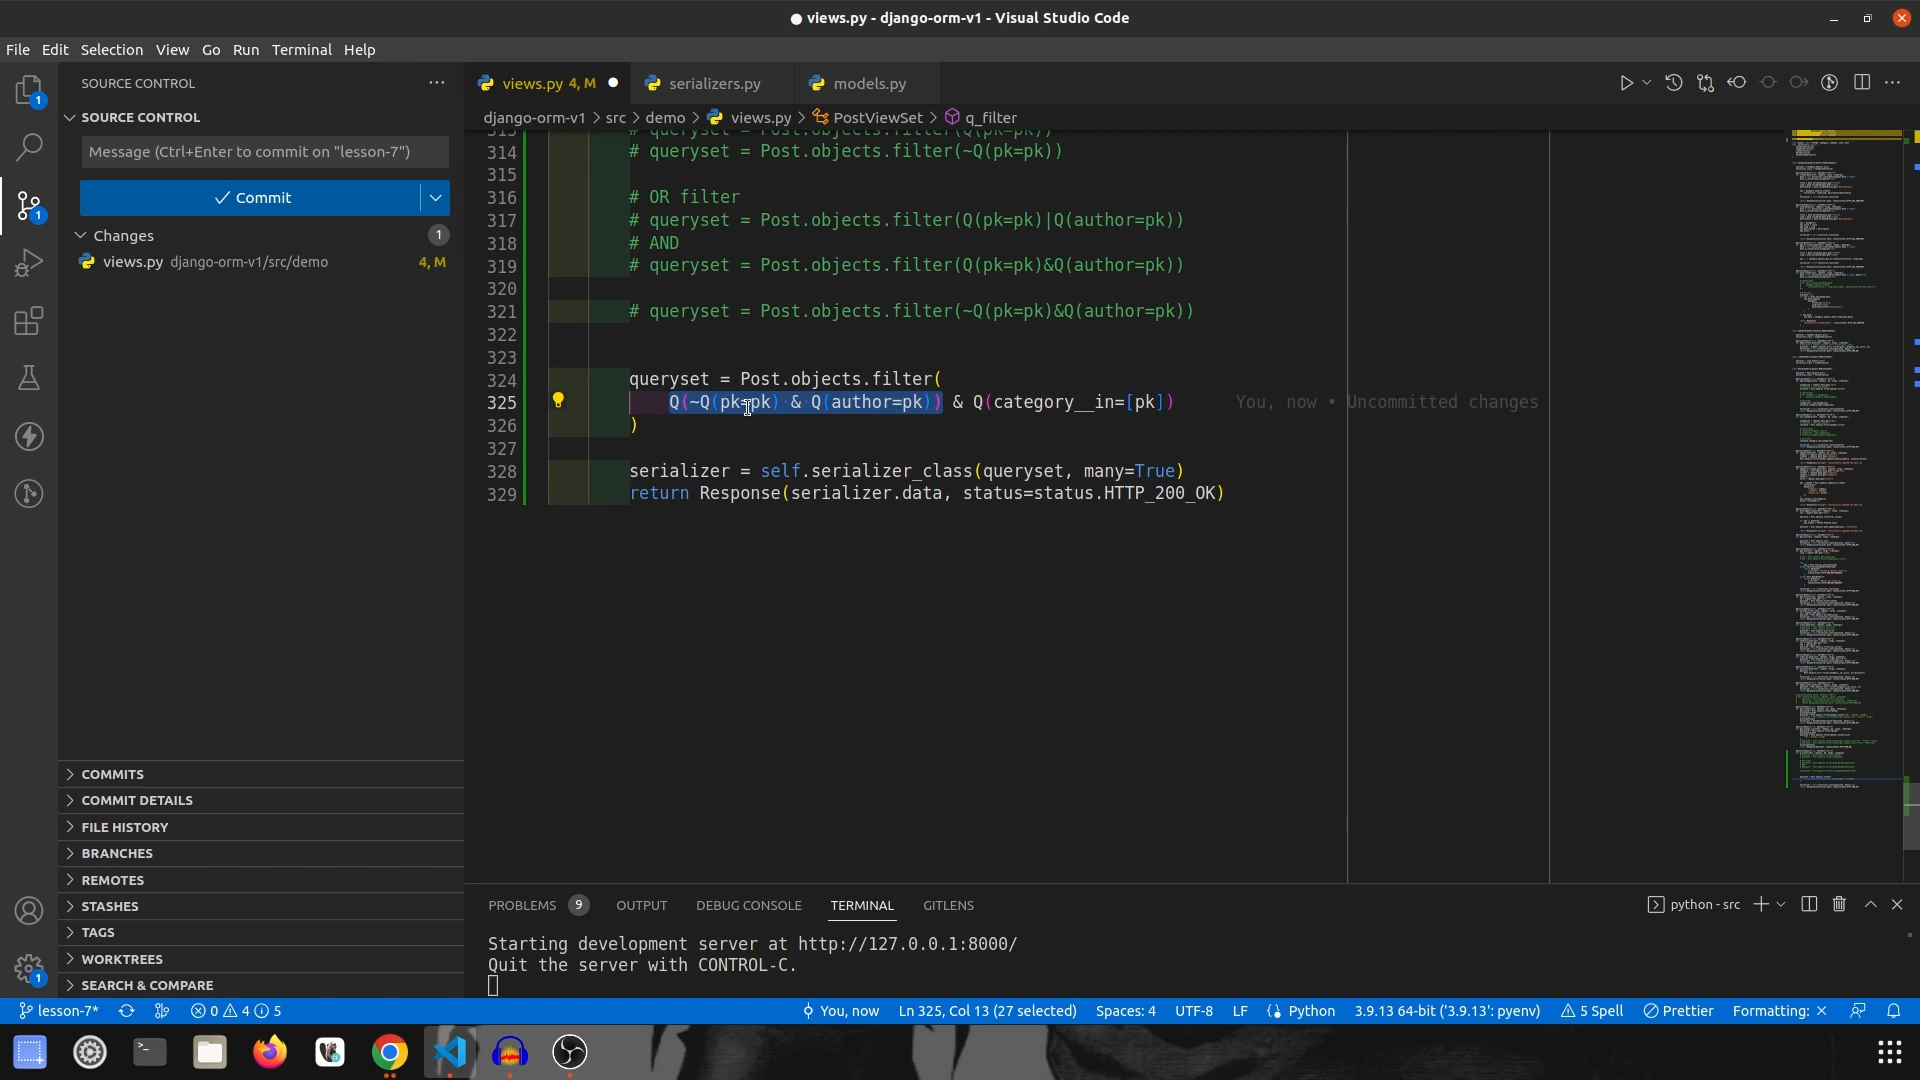 views.py - django-orm-v1 - Visual Studio Code
File Edit Selection View Go Run Terminal Help
SOURCE CONTROL
views.py 4, M
serializers.py
models.py
SOURCE CONTROL
django-orm-v1 > src > demo > views.py > PostViewSet > q_filter
Message (Ctrl+Enter to commit on "lesson-7")
Commit
Changes 1
views.py django-orm-v1/src/demo 4, M
313 # queryset = Post.objects.filter(Q(pk=pk))
314 # queryset = Post.objects.filter(~Q(pk=pk))
315
316 # OR filter
317 # queryset = Post.objects.filter(Q(pk=pk)|Q(author=pk))
318 # AND
319 # queryset = Post.objects.filter(Q(pk=pk)&Q(author=pk))
320
321 # queryset = Post.objects.filter(~Q(pk=pk)&Q(author=pk))
322
323
324 queryset = Post.objects.filter(
325 Q(~Q(pk=pk) & Q(author=pk)) & Q(category__in=[pk]) You, now • Uncommitted changes
326 )
327
328 serializer = self.serializer_class(queryset, many=True)
329 return Response(serializer.data, status=status.HTTP_200_OK)
COMMITS
COMMIT DETAILS
FILE HISTORY
BRANCHES
REMOTES
STASHES
TAGS
WORKTREES
SEARCH & COMPARE
PROBLEMS 9 OUTPUT DEBUG CONSOLE TERMINAL GITLENS
python - src
Starting development server at http://127.0.0.1:8000/
Quit the server with CONTROL-C.
1
1
1
lesson-7* 0 4 5 You, now Ln 325, Col 13 (27 selected) Spaces: 4 UTF-8 LF Python 3.9.13 64-bit ('3.9.13': pyenv) 5 Spell Prettier Formatting: ×